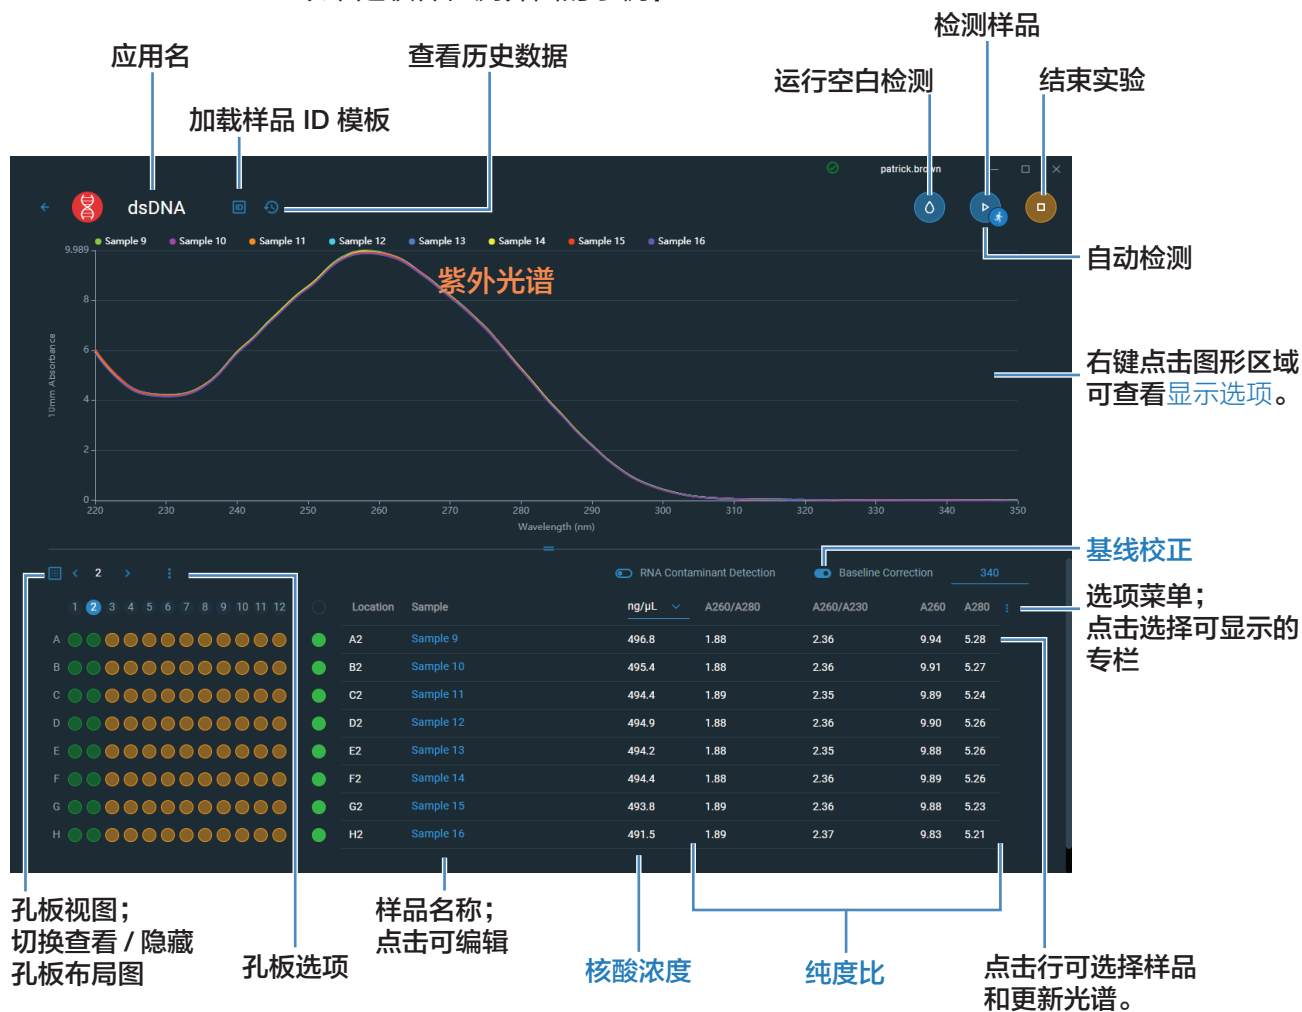 检测样品
应用名
查看历史数据
运行空白检测
结束实验
加载样品 ID 模板
patrick.brown
dsDNA
ID
Sample 9
Sample 10
Sample 11
Sample 12
Sample 13
Sample 14
Sample 15
Sample 16
自动检测
9.989
紫外光谱
8
6
4
2
0
10mm Absorbance
右键点击图形区域
可查看显示选项。
220 230 240 250 260 270 280 290 300 310 320 330 340 350
Wavelength (nm)
基线校正
2
RNA Contaminant Detection
Baseline Correction
340
选项菜单；
点击选择可显示的
专栏
1 2 3 4 5 6 7 8 9 10 11 12
Location Sample ng/µL A260/A280 A260/A230 A260 A280
A A2 Sample 9 496.8 1.88 2.36 9.94 5.28
B B2 Sample 10 495.4 1.88 2.36 9.91 5.27
C C2 Sample 11 494.4 1.89 2.35 9.89 5.24
D D2 Sample 12 494.9 1.88 2.36 9.90 5.26
E E2 Sample 13 494.2 1.88 2.35 9.88 5.26
F F2 Sample 14 494.4 1.88 2.36 9.89 5.26
G G2 Sample 15 493.8 1.89 2.36 9.88 5.23
H H2 Sample 16 491.5 1.89 2.37 9.83 5.21
孔板视图；
切换查看 / 隐藏
孔板布局图
孔板选项
样品名称；
点击可编辑
核酸浓度
纯度比
点击行可选择样品
和更新光谱。